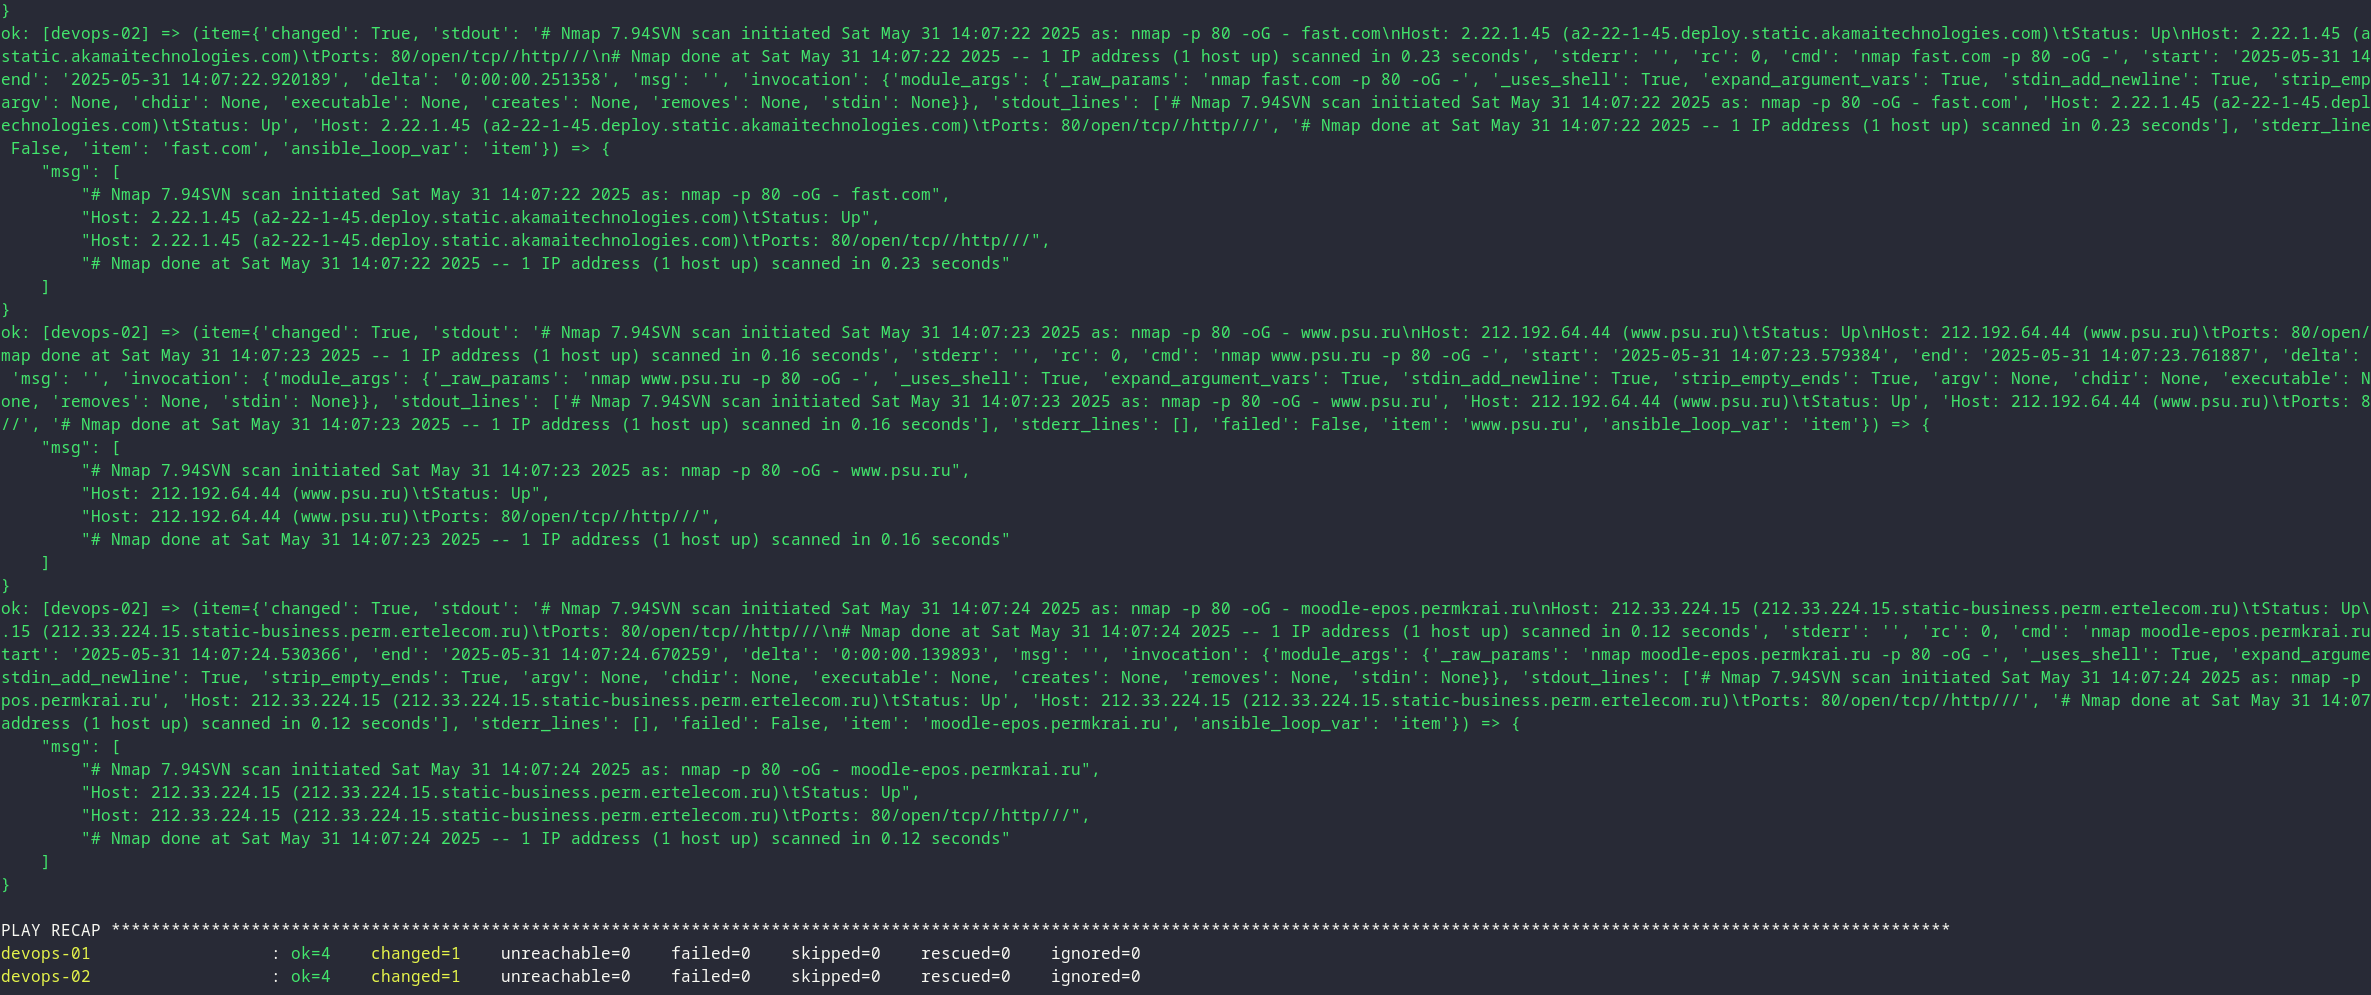 }
ok: [devops-02] => (item={'changed': True, 'stdout': '# Nmap 7.94SVN scan initiated Sat May 31 14:07:22 2025 as: nmap -p 80 -oG - fast.com\nHost: 2.22.1.45 (a2-22-1-45.deploy.static.akamaitechnologies.com)\tStatus: Up\nHost: 2.22.1.45 (a
static.akamaitechnologies.com)\tPorts: 80/open/tcp//http///\n# Nmap done at Sat May 31 14:07:22 2025 -- 1 IP address (1 host up) scanned in 0.23 seconds', 'stderr': '', 'rc': 0, 'cmd': 'nmap fast.com -p 80 -oG -', 'start': '2025-05-31 14
end': '2025-05-31 14:07:22.920189', 'delta': '0:00:00.251358', 'msg': '', 'invocation': {'module_args': {'_raw_params': 'nmap fast.com -p 80 -oG -', '_uses_shell': True, 'expand_argument_vars': True, 'stdin_add_newline': True, 'strip_emp
argv': None, 'chdir': None, 'executable': None, 'creates': None, 'removes': None, 'stdin': None}}, 'stdout_lines': ['# Nmap 7.94SVN scan initiated Sat May 31 14:07:22 2025 as: nmap -p 80 -oG - fast.com', 'Host: 2.22.1.45 (a2-22-1-45.depl
echnologies.com)\tStatus: Up', 'Host: 2.22.1.45 (a2-22-1-45.deploy.static.akamaitechnologies.com)\tPorts: 80/open/tcp//http///', '# Nmap done at Sat May 31 14:07:22 2025 -- 1 IP address (1 host up) scanned in 0.23 seconds'], 'stderr_line
 False, 'item': 'fast.com', 'ansible_loop_var': 'item'}) => {
    "msg": [
        "# Nmap 7.94SVN scan initiated Sat May 31 14:07:22 2025 as: nmap -p 80 -oG - fast.com",
        "Host: 2.22.1.45 (a2-22-1-45.deploy.static.akamaitechnologies.com)\tStatus: Up",
        "Host: 2.22.1.45 (a2-22-1-45.deploy.static.akamaitechnologies.com)\tPorts: 80/open/tcp//http///",
        "# Nmap done at Sat May 31 14:07:22 2025 -- 1 IP address (1 host up) scanned in 0.23 seconds"
    ]
}
ok: [devops-02] => (item={'changed': True, 'stdout': '# Nmap 7.94SVN scan initiated Sat May 31 14:07:23 2025 as: nmap -p 80 -oG - www.psu.ru\nHost: 212.192.64.44 (www.psu.ru)\tStatus: Up\nHost: 212.192.64.44 (www.psu.ru)\tPorts: 80/open/
map done at Sat May 31 14:07:23 2025 -- 1 IP address (1 host up) scanned in 0.16 seconds', 'stderr': '', 'rc': 0, 'cmd': 'nmap www.psu.ru -p 80 -oG -', 'start': '2025-05-31 14:07:23.579384', 'end': '2025-05-31 14:07:23.761887', 'delta':
 'msg': '', 'invocation': {'module_args': {'_raw_params': 'nmap www.psu.ru -p 80 -oG -', '_uses_shell': True, 'expand_argument_vars': True, 'stdin_add_newline': True, 'strip_empty_ends': True, 'argv': None, 'chdir': None, 'executable': N
one, 'removes': None, 'stdin': None}}, 'stdout_lines': ['# Nmap 7.94SVN scan initiated Sat May 31 14:07:23 2025 as: nmap -p 80 -oG - www.psu.ru', 'Host: 212.192.64.44 (www.psu.ru)\tStatus: Up', 'Host: 212.192.64.44 (www.psu.ru)\tPorts: 8
//', '# Nmap done at Sat May 31 14:07:23 2025 -- 1 IP address (1 host up) scanned in 0.16 seconds'], 'stderr_lines': [], 'failed': False, 'item': 'www.psu.ru', 'ansible_loop_var': 'item'}) => {
    "msg": [
        "# Nmap 7.94SVN scan initiated Sat May 31 14:07:23 2025 as: nmap -p 80 -oG - www.psu.ru",
        "Host: 212.192.64.44 (www.psu.ru)\tStatus: Up",
        "Host: 212.192.64.44 (www.psu.ru)\tPorts: 80/open/tcp//http///",
        "# Nmap done at Sat May 31 14:07:23 2025 -- 1 IP address (1 host up) scanned in 0.16 seconds"
    ]
}
ok: [devops-02] => (item={'changed': True, 'stdout': '# Nmap 7.94SVN scan initiated Sat May 31 14:07:24 2025 as: nmap -p 80 -oG - moodle-epos.permkrai.ru\nHost: 212.33.224.15 (212.33.224.15.static-business.perm.ertelecom.ru)\tStatus: Up\
.15 (212.33.224.15.static-business.perm.ertelecom.ru)\tPorts: 80/open/tcp//http///\n# Nmap done at Sat May 31 14:07:24 2025 -- 1 IP address (1 host up) scanned in 0.12 seconds', 'stderr': '', 'rc': 0, 'cmd': 'nmap moodle-epos.permkrai.ru
tart': '2025-05-31 14:07:24.530366', 'end': '2025-05-31 14:07:24.670259', 'delta': '0:00:00.139893', 'msg': '', 'invocation': {'module_args': {'_raw_params': 'nmap moodle-epos.permkrai.ru -p 80 -oG -', '_uses_shell': True, 'expand_argume
stdin_add_newline': True, 'strip_empty_ends': True, 'argv': None, 'chdir': None, 'executable': None, 'creates': None, 'removes': None, 'stdin': None}}, 'stdout_lines': ['# Nmap 7.94SVN scan initiated Sat May 31 14:07:24 2025 as: nmap -p
pos.permkrai.ru', 'Host: 212.33.224.15 (212.33.224.15.static-business.perm.ertelecom.ru)\tStatus: Up', 'Host: 212.33.224.15 (212.33.224.15.static-business.perm.ertelecom.ru)\tPorts: 80/open/tcp//http///', '# Nmap done at Sat May 31 14:07
address (1 host up) scanned in 0.12 seconds'], 'stderr_lines': [], 'failed': False, 'item': 'moodle-epos.permkrai.ru', 'ansible_loop_var': 'item'}) => {
    "msg": [
        "# Nmap 7.94SVN scan initiated Sat May 31 14:07:24 2025 as: nmap -p 80 -oG - moodle-epos.permkrai.ru",
        "Host: 212.33.224.15 (212.33.224.15.static-business.perm.ertelecom.ru)\tStatus: Up",
        "Host: 212.33.224.15 (212.33.224.15.static-business.perm.ertelecom.ru)\tPorts: 80/open/tcp//http///",
        "# Nmap done at Sat May 31 14:07:24 2025 -- 1 IP address (1 host up) scanned in 0.12 seconds"
    ]
}
PLAY RECAP ****************************************************************************************************************************************************************************************
devops-01                  : ok=4    changed=1    unreachable=0    failed=0    skipped=0    rescued=0    ignored=0
devops-02                  : ok=4    changed=1    unreachable=0    failed=0    skipped=0    rescued=0    ignored=0